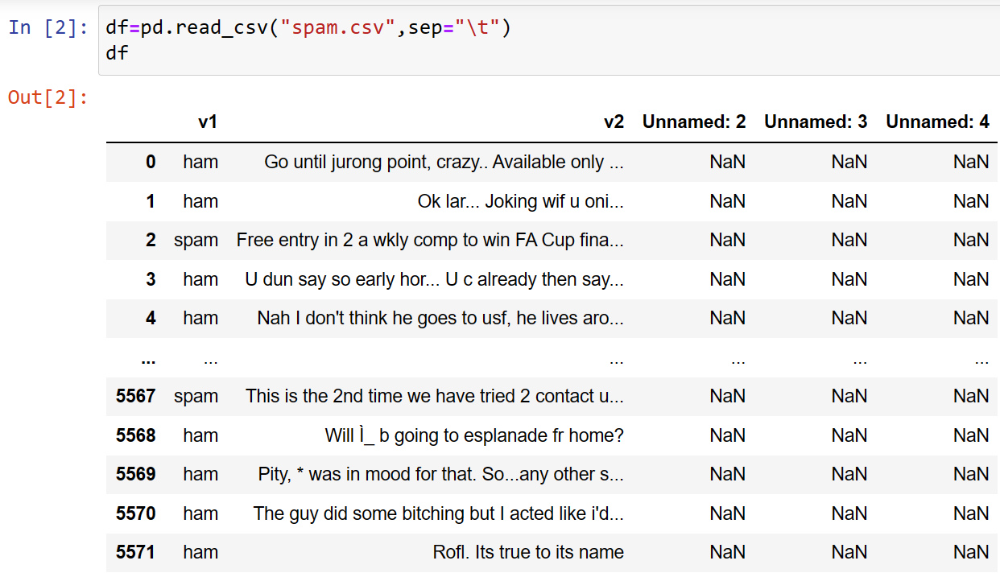 In [2]: df=pd.read_csv("spam.csv",sep="\t")
df
Out[2]:
v1 v2 Unnamed: 2 Unnamed: 3 Unnamed: 4
0 ham Go until jurong point, crazy.. Available only ... NaN NaN NaN
1 ham Ok lar... Joking wif u oni... NaN NaN NaN
2 spam Free entry in 2 a wkly comp to win FA Cup fina... NaN NaN NaN
3 ham U dun say so early hor... U c already then say... NaN NaN NaN
4 ham Nah I don't think he goes to usf, he lives aro... NaN NaN NaN
... ... ... ... ... ...
5567 spam This is the 2nd time we have tried 2 contact u... NaN NaN NaN
5568 ham Will Ì_ b going to esplanade fr home? NaN NaN NaN
5569 ham Pity, * was in mood for that. So...any other s... NaN NaN NaN
5570 ham The guy did some bitching but I acted like i'd... NaN NaN NaN
5571 ham Rofl. Its true to its name NaN NaN NaN